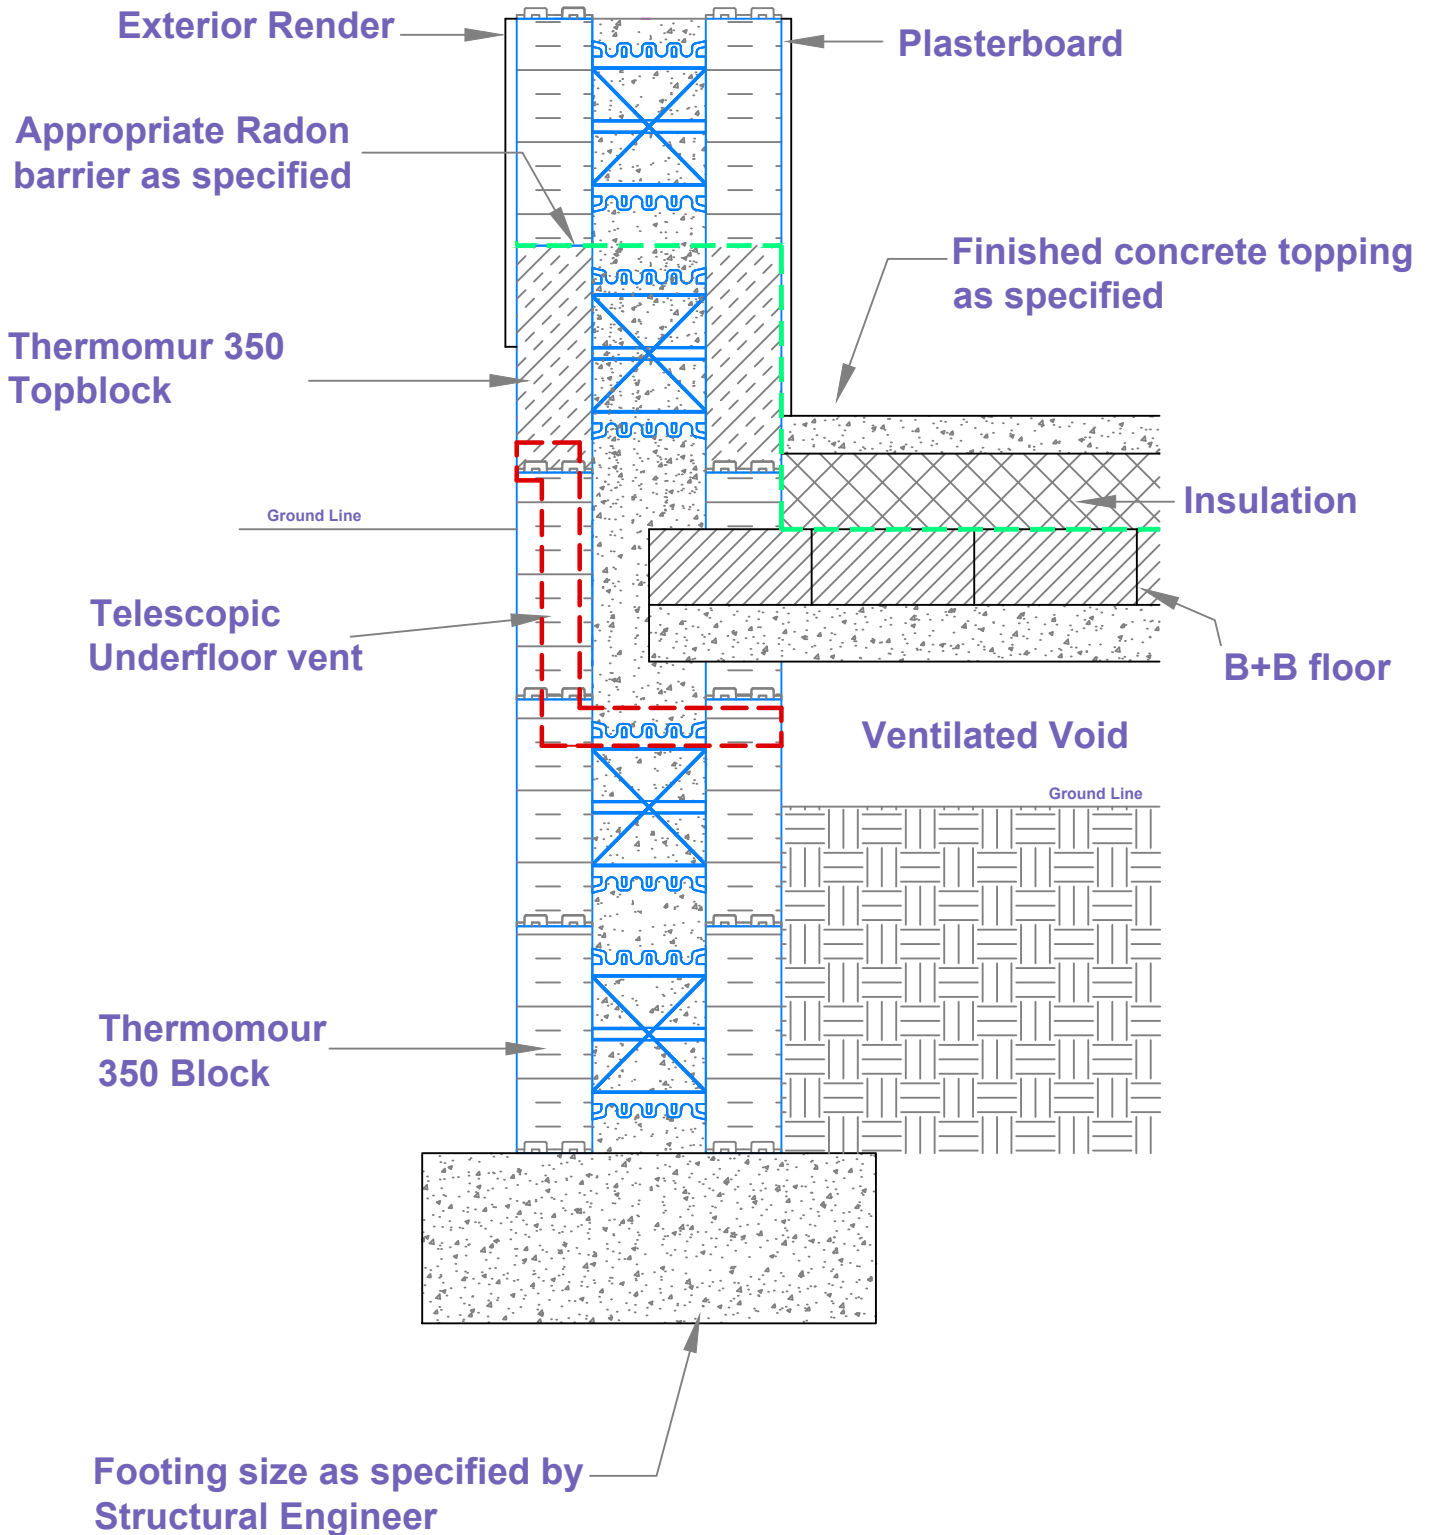 Exterior Render
Plasterboard
Appropriate Radon
barrier as specified
Finished concrete topping
as specified
Thermomur 350
Topblock
Insulation
Ground Line
Telescopic
Underfloor vent
B+B floor
Ventilated Void
Ground Line
Thermomour
350 Block
Footing size as specified by
Structural Engineer